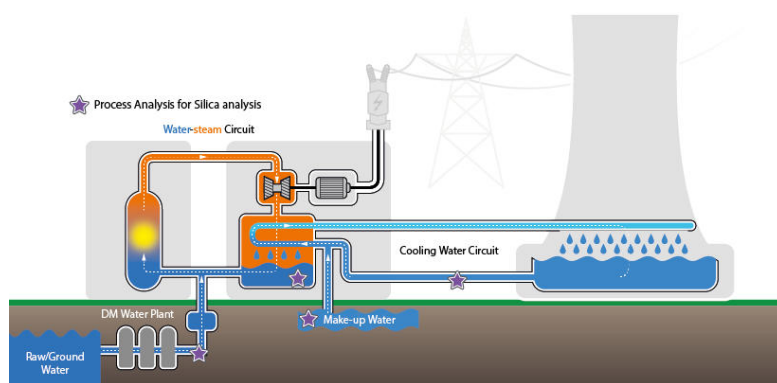 Process Analysis for Silica analysis
Water-steam Circuit
Cooling Water Circuit
DM Water Plant
Make-up Water
Raw/Ground
Water